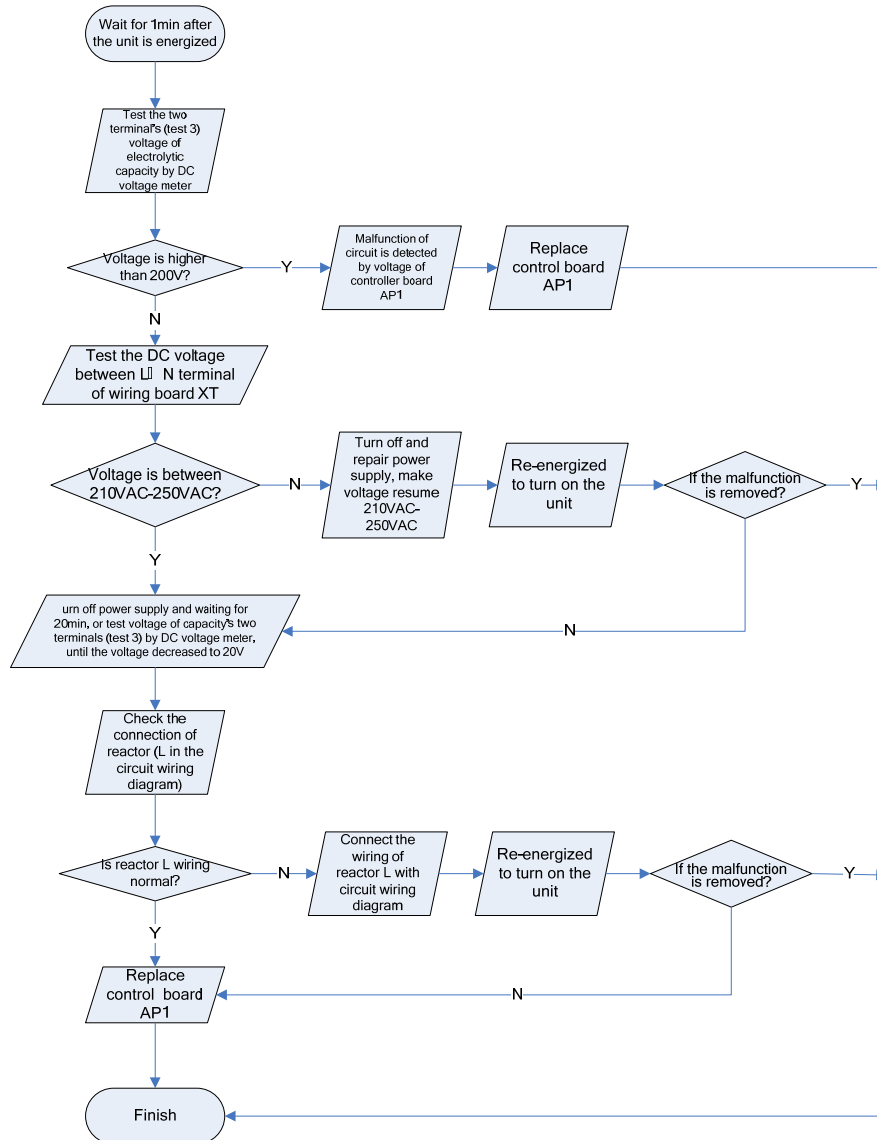 Wait for 1min after
the unit is energized
Test the two
terminal's (test 3)
voltage of
electrolytic
capacity by DC
voltage meter
Voltage is higher
than 200V?
Y
Malfunction of
circuit is detected
by voltage of
controller board
AP1
Replace
control board
AP1
N
Test the DC voltage
between L▯ N terminal
of wiring board XT
Voltage is between
210VAC-250VAC?
N
Turn off and
repair power
supply, make
voltage resume
210VAC-
250VAC
Re-energized
to turn on the
unit
If the malfunction
is removed?
Y
Y
urn off power supply and waiting for
20min, or test voltage of capacity's two
terminals (test 3) by DC voltage meter,
until the voltage decreased to 20V
N
Check the
connection of
reactor (L in the
circuit wiring
diagram)
Is reactor L wiring
normal?
N
Connect the
wiring of
reactor L with
circuit wiring
diagram
Re-energized
to turn on the
unit
If the malfunction
is removed?
Y
Y
Replace
control board
AP1
N
Finish